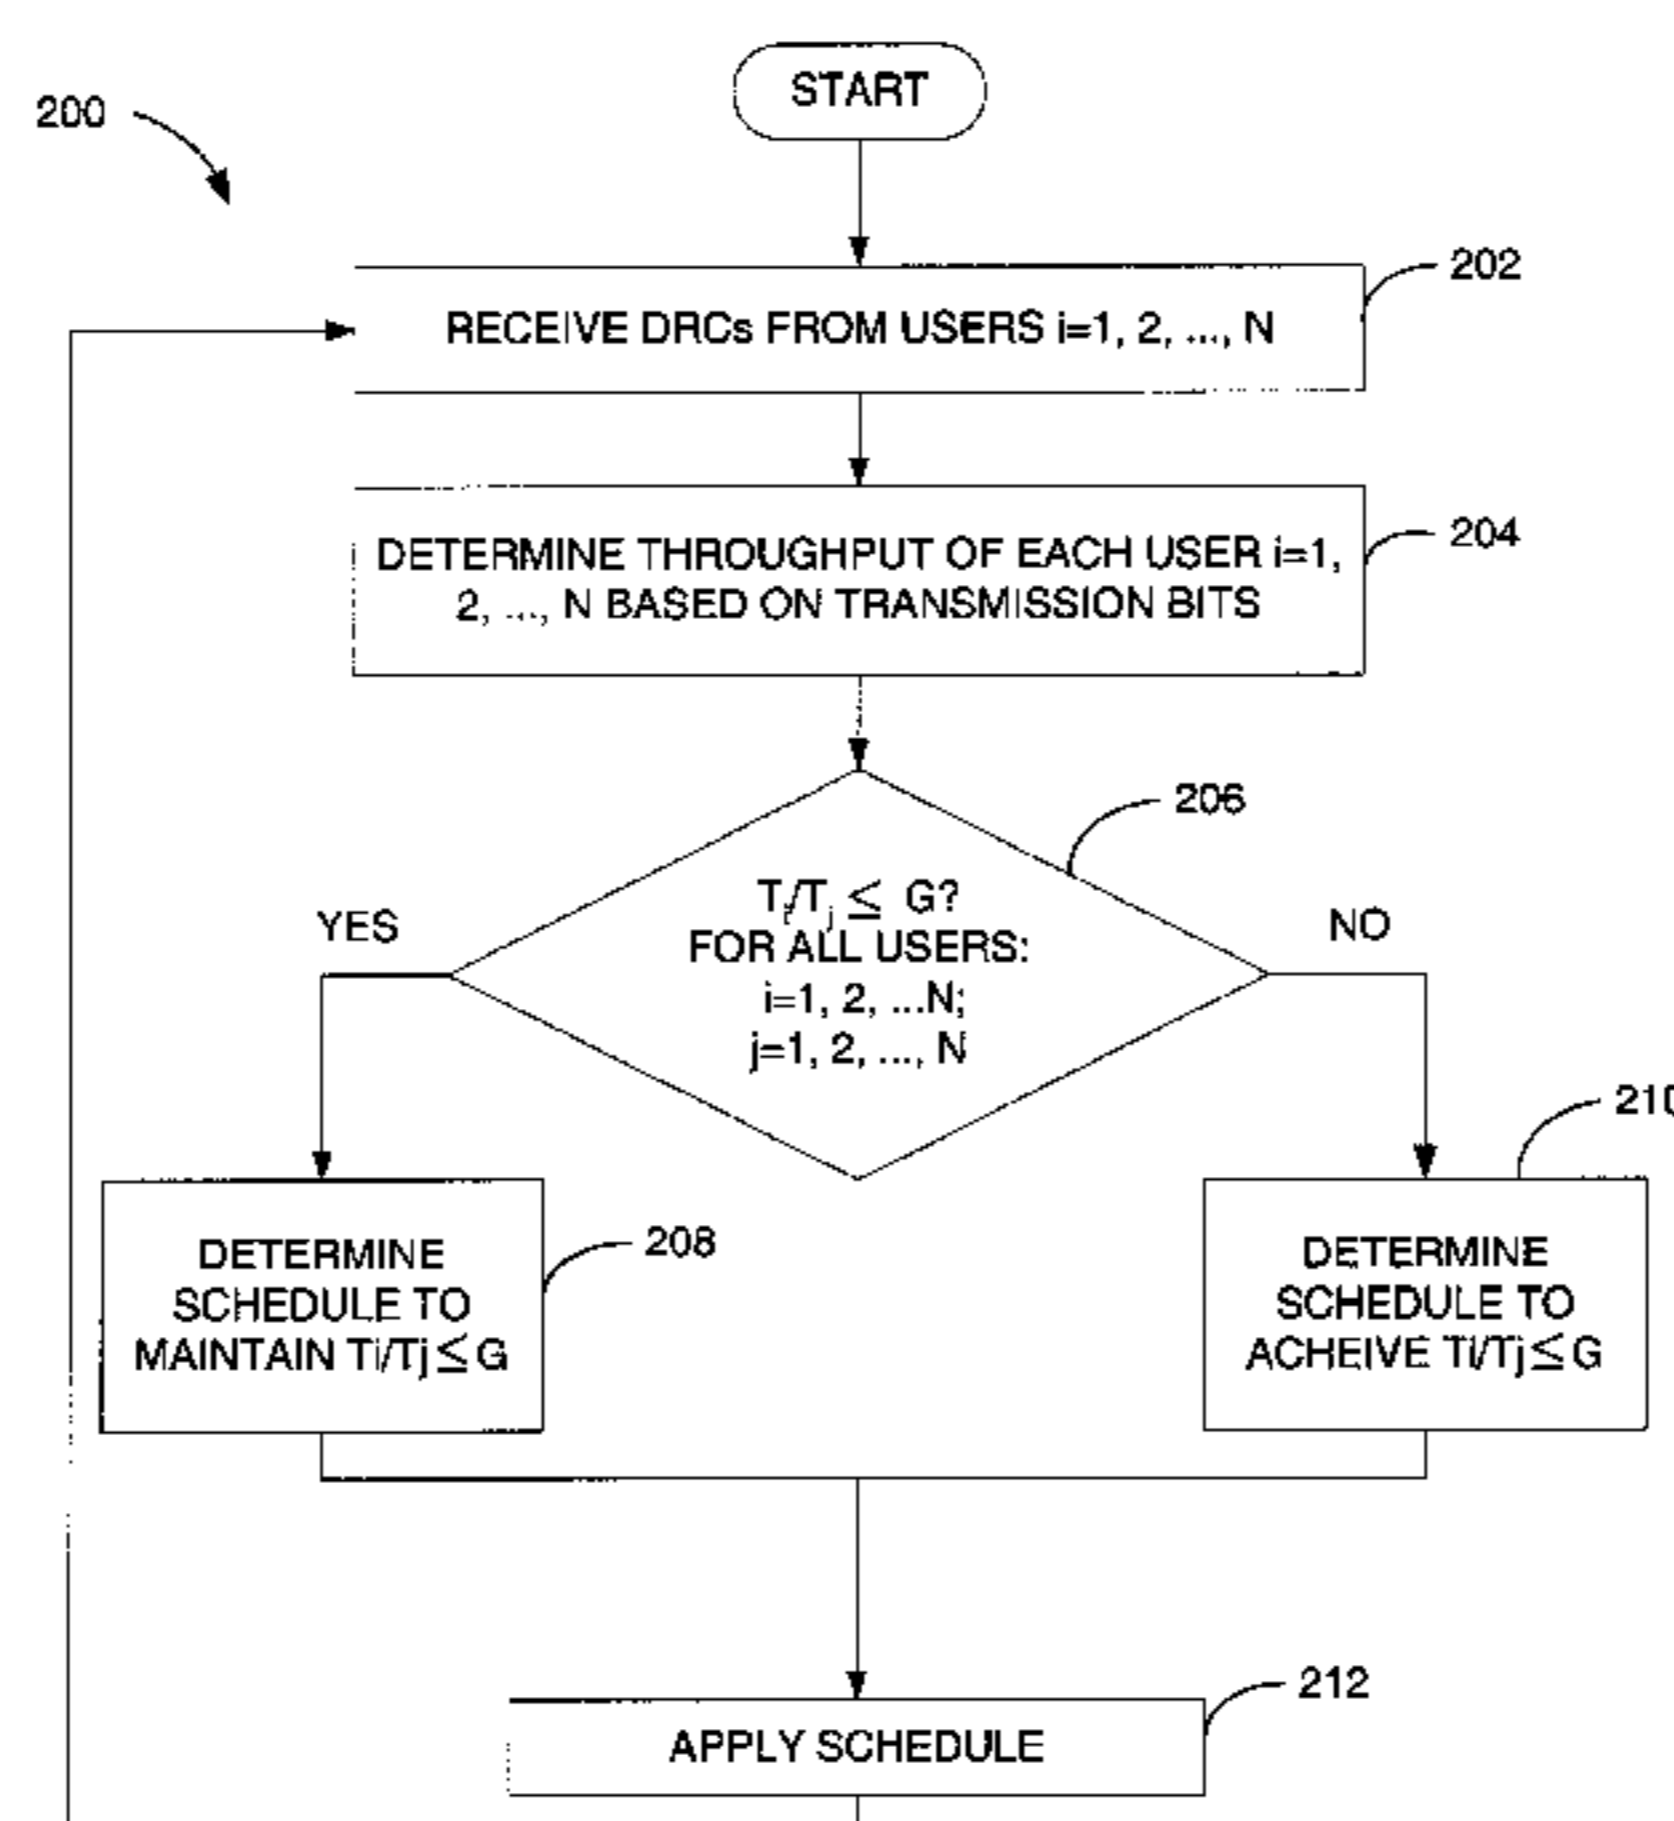 START
200
202
RECEIVE DRCs FROM USERS i=1, 2, ..., N
204
DETERMINE THROUGHPUT OF EACH USER i=1,
2, ..., N BASED ON TRANSMISSION BITS
206
Ti/Tj ≤ G?
FOR ALL USERS:
i=1, 2, ...N;
j=1, 2, ..., N
YES
NO
210
208
DETERMINE
SCHEDULE TO
MAINTAIN Ti/Tj ≤ G
DETERMINE
SCHEDULE TO
ACHEIVE Ti/Tj ≤ G
212
APPLY SCHEDULE